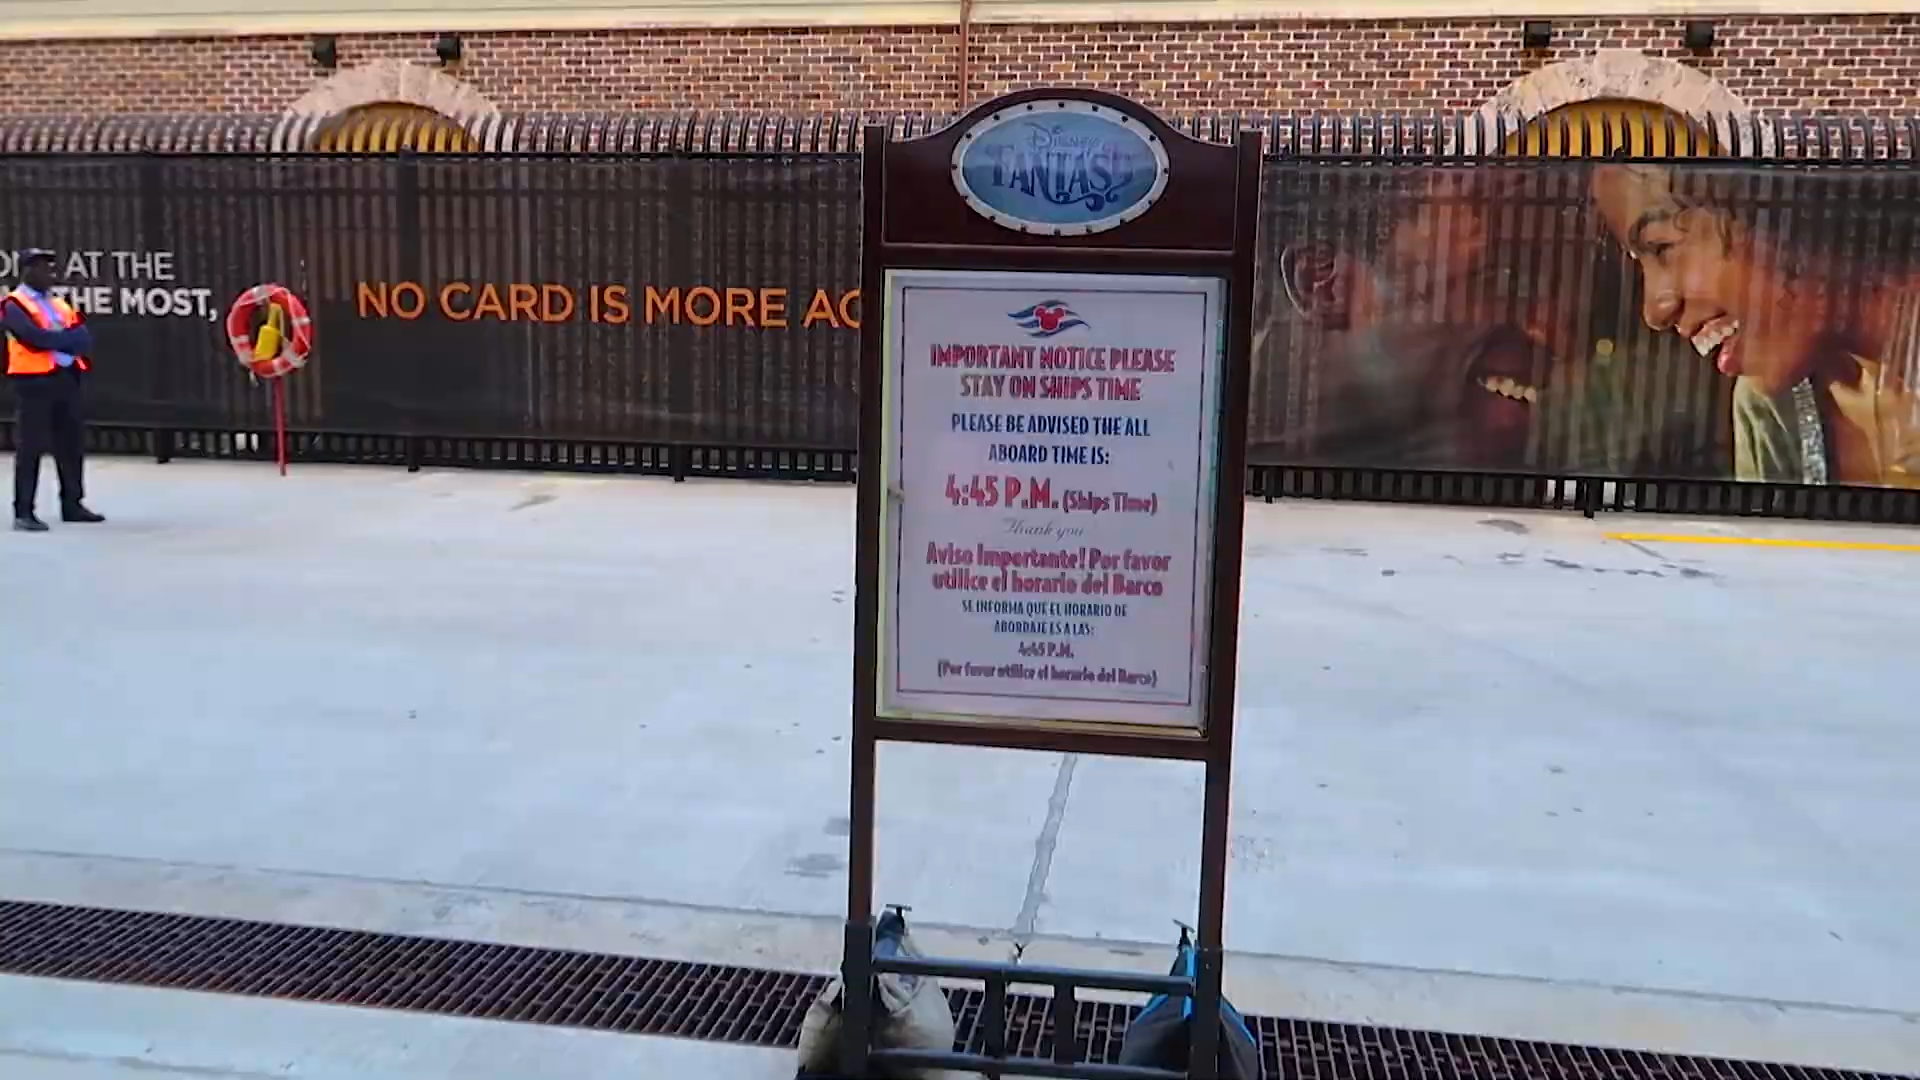 AT THE
THE MOST,
NO CARD IS MORE AC
DISNEY
FANTASY
IMPORTANT NOTICE PLEASE
STAY ON SHIPS TIME
PLEASE BE ADVISED THE ALL
ABOARD TIME IS:
4:45 P.M. (Ships Time)
Thank you
Aviso Importante! Por favor
utilice el horario del Barco
SE INFORMA QUE EL HORARIO DE
ABORDAJE ES A LAS:
4:45 P.M.
(Por favor utilice el horario del Barco)